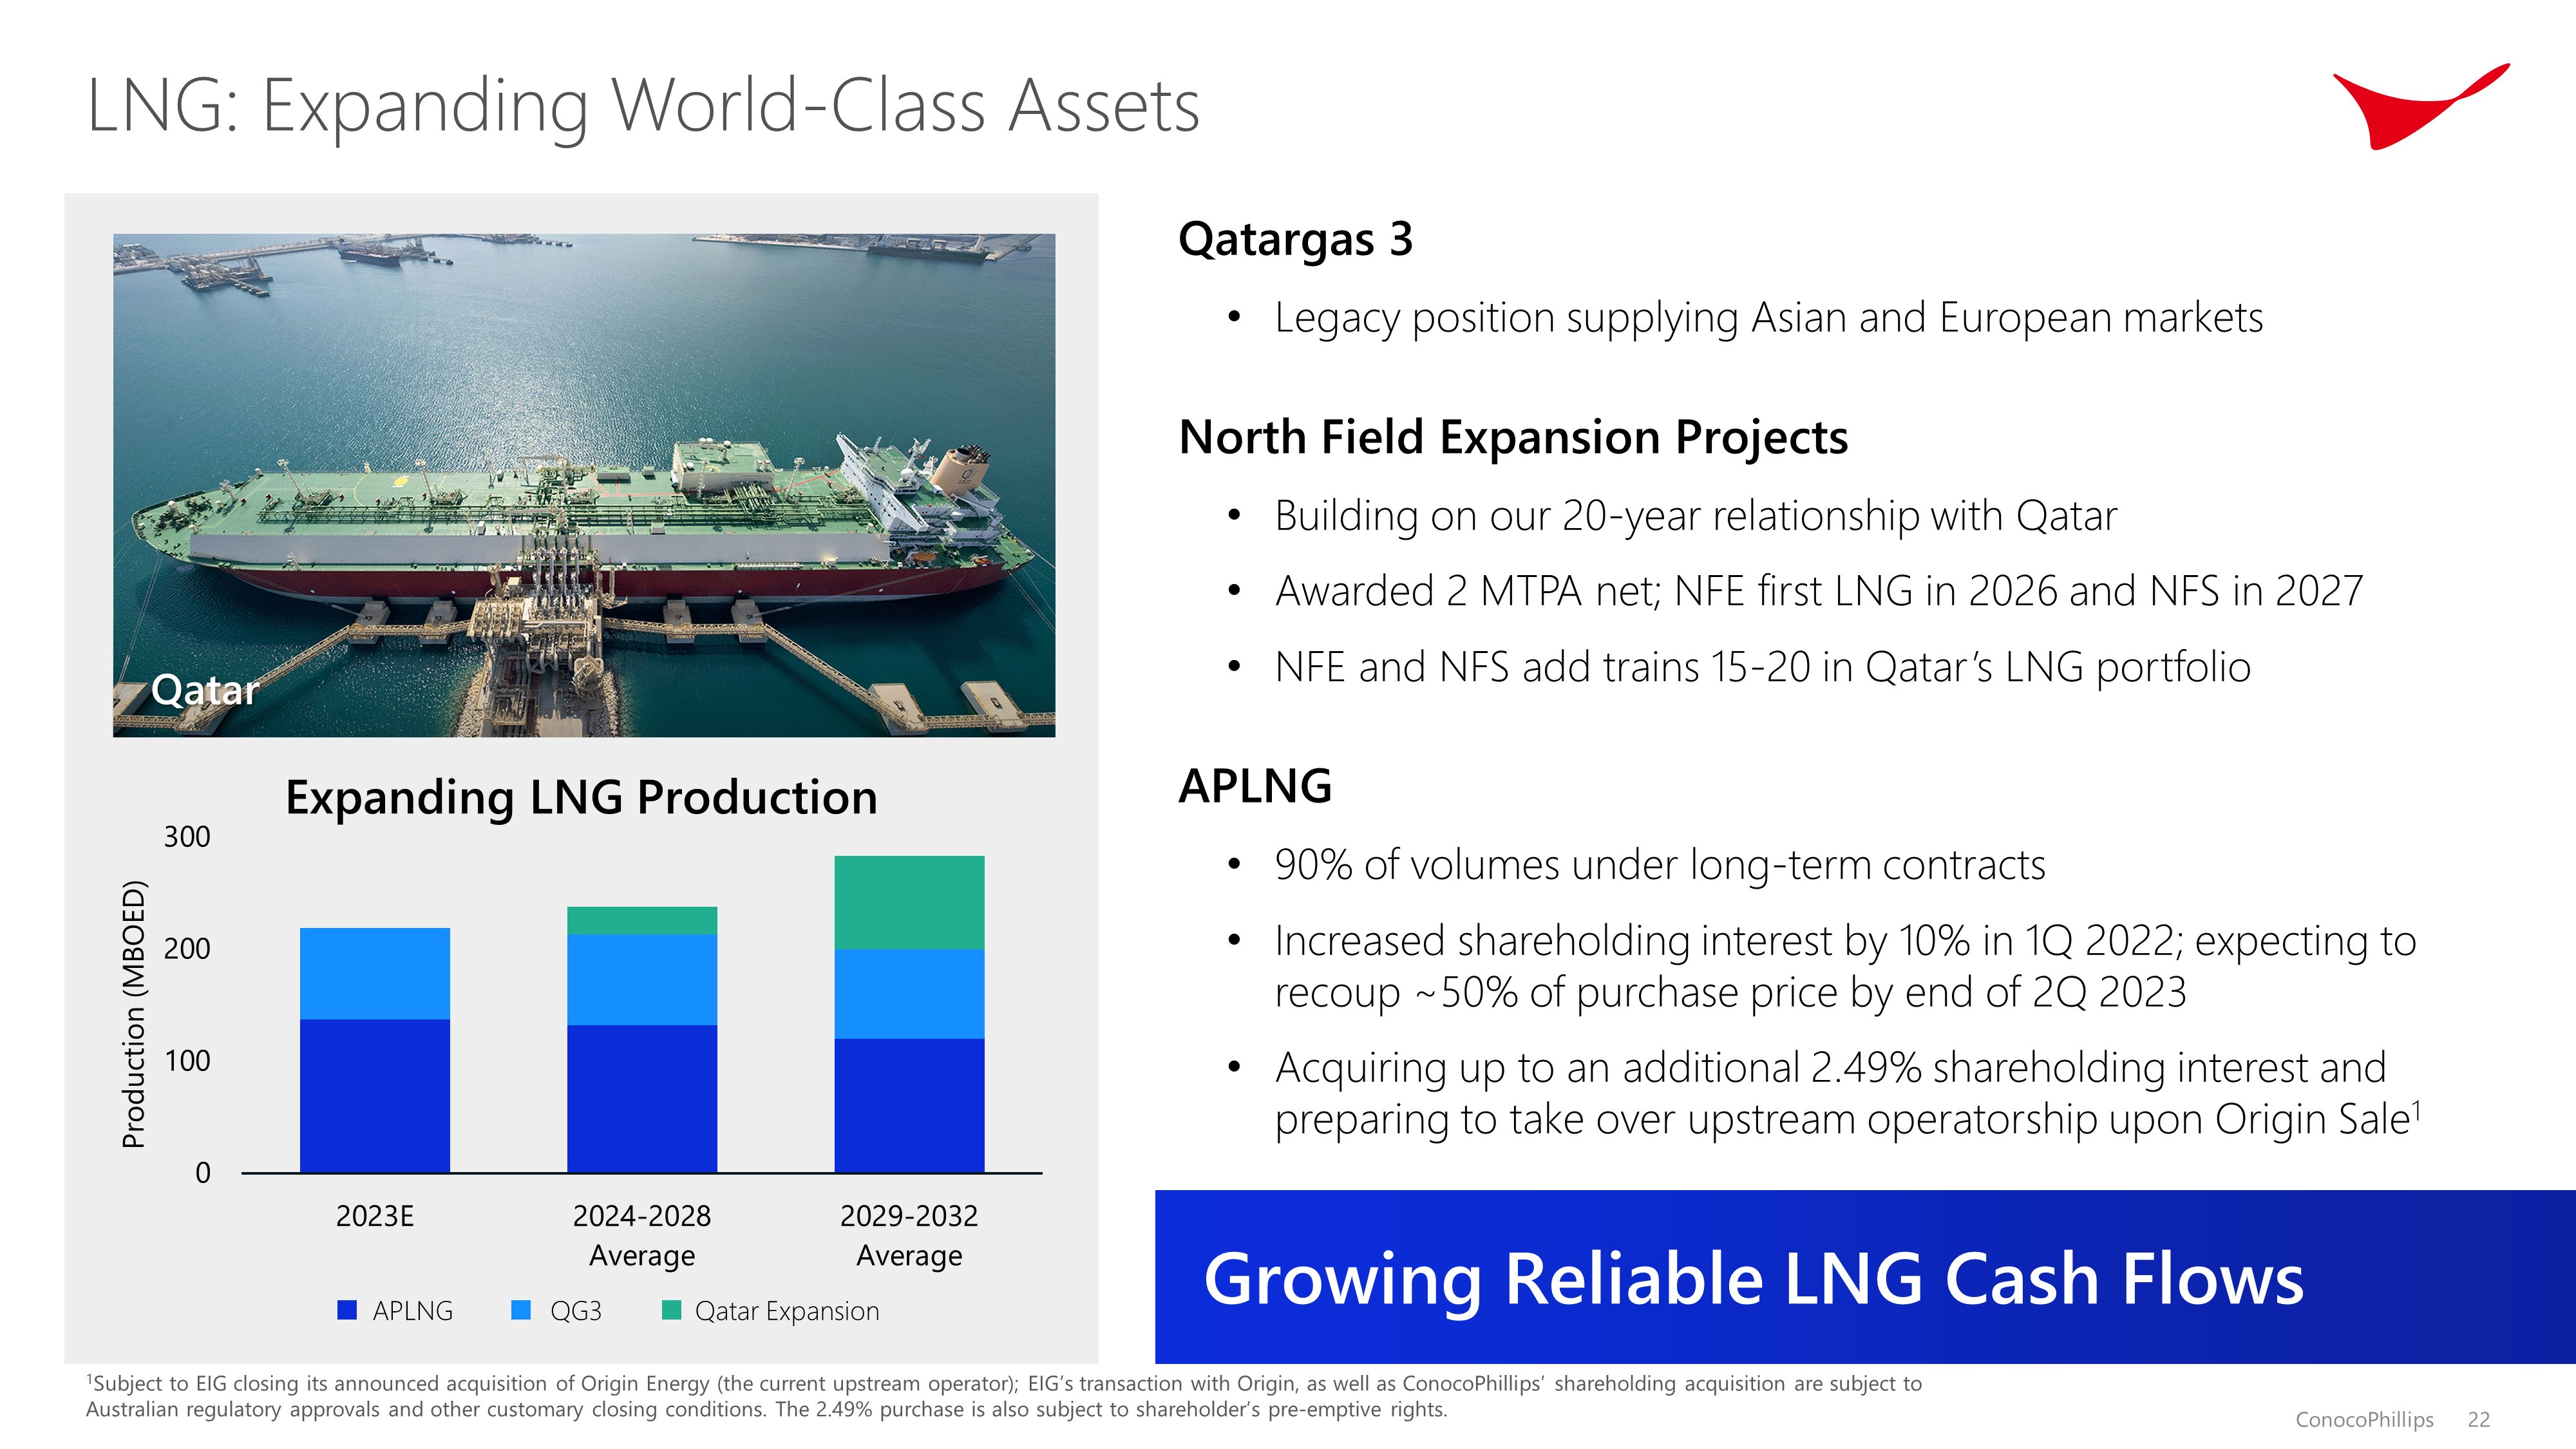 LNG: Expanding World-Class Assets
Qatar
Expanding LNG Production
Production (MBOED)
300
200
100
0
2023E
2024-2028
Average
2029-2032
Average
APLNG
QG3
Qatar Expansion
Qatargas 3
• Legacy position supplying Asian and European markets
North Field Expansion Projects
• Building on our 20-year relationship with Qatar
• Awarded 2 MTPA net; NFE first LNG in 2026 and NFS in 2027
• NFE and NFS add trains 15-20 in Qatar’s LNG portfolio
APLNG
• 90% of volumes under long-term contracts
• Increased shareholding interest by 10% in 1Q 2022; expecting to
recoup ~50% of purchase price by end of 2Q 2023
• Acquiring up to an additional 2.49% shareholding interest and
preparing to take over upstream operatorship upon Origin Sale¹
Growing Reliable LNG Cash Flows
¹Subject to EIG closing its announced acquisition of Origin Energy (the current upstream operator); EIG’s transaction with Origin, as well as ConocoPhillips’ shareholding acquisition are subject to
Australian regulatory approvals and other customary closing conditions. The 2.49% purchase is also subject to shareholder’s pre-emptive rights.
ConocoPhillips 22